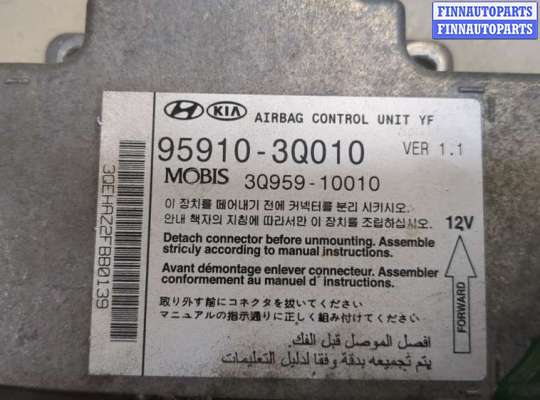 FINNAUTOPARTS
FINNAUTOPARTS
HYUNDAI KIA AIRBAG CONTROL UNIT YF
95910-3Q010 VER 1.1
MOBIS 3Q959-10010
이 장치를 떼어내기 전에 커넥터를 분리 시키시오.
안내 책자의 지침에 따라서만 이 장치를 조립하십시오.
12V
Detach connector before unmounting. Assemble
stricly according to manual instructions.
Avant démontage enlever connecteur. Assembler
conformement au manuel d´instructions.
取り外す前にコネクタを抜いてください
マニュアルの指示通りに正しく組み付けてください
افصل الموصل قبل الفك.
يتم تجميعه بدقة وفقا لدليل التعليمات
FORWARD
3QEHAZZFBB0139